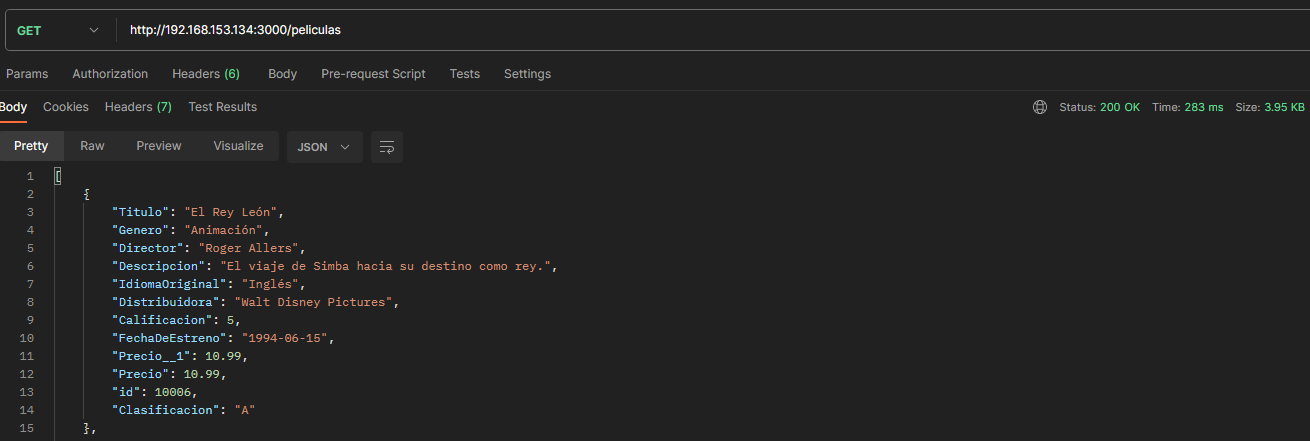 GET http://192.168.153.134:3000/peliculas
Params Authorization Headers (6) Body Pre-request Script Tests Settings
Body Cookies Headers (7) Test Results Status: 200 OK Time: 283 ms Size: 3.95 KB
Pretty Raw Preview Visualize JSON
1 [
2 {
3 "Titulo": "El Rey León",
4 "Genero": "Animación",
5 "Director": "Roger Allers",
6 "Descripcion": "El viaje de Simba hacia su destino como rey.",
7 "IdiomaOriginal": "Inglés",
8 "Distribuidora": "Walt Disney Pictures",
9 "Calificacion": 5,
10 "FechaDeEstreno": "1994-06-15",
11 "Precio__1": 10.99,
12 "Precio": 10.99,
13 "id": 10006,
14 "Clasificacion": "A"
15 },